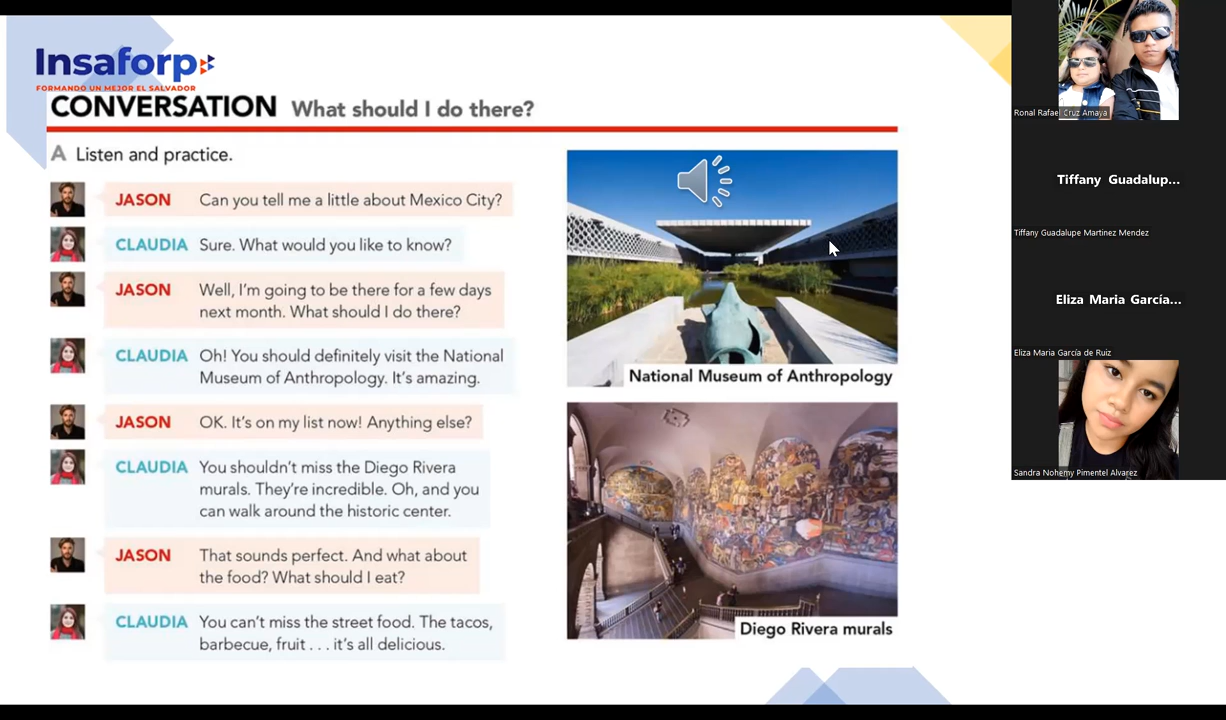 Insaforp
FORMANDO UN MEJOR EL SALVADOR
CONVERSATION What should I do there?
A Listen and practice.
JASON Can you tell me a little about Mexico City?
CLAUDIA Sure. What would you like to know?
JASON Well, I'm going to be there for a few days
next month. What should I do there?
CLAUDIA Oh! You should definitely visit the National
Museum of Anthropology. It's amazing.
JASON OK. It's on my list now! Anything else?
CLAUDIA You shouldn't miss the Diego Rivera
murals. They're incredible. Oh, and you
can walk around the historic center.
JASON That sounds perfect. And what about
the food? What should I eat?
CLAUDIA You can't miss the street food. The tacos,
barbecue, fruit . . . it's all delicious.
National Museum of Anthropology
Diego Rivera murals
Ronal Rafael Cruz Amaya
Tiffany Guadalup...
Tiffany Guadalupe Martinez Mendez
Eliza Maria García...
Eliza Maria García de Ruiz
Sandra Nohemy Pimentel Alvarez